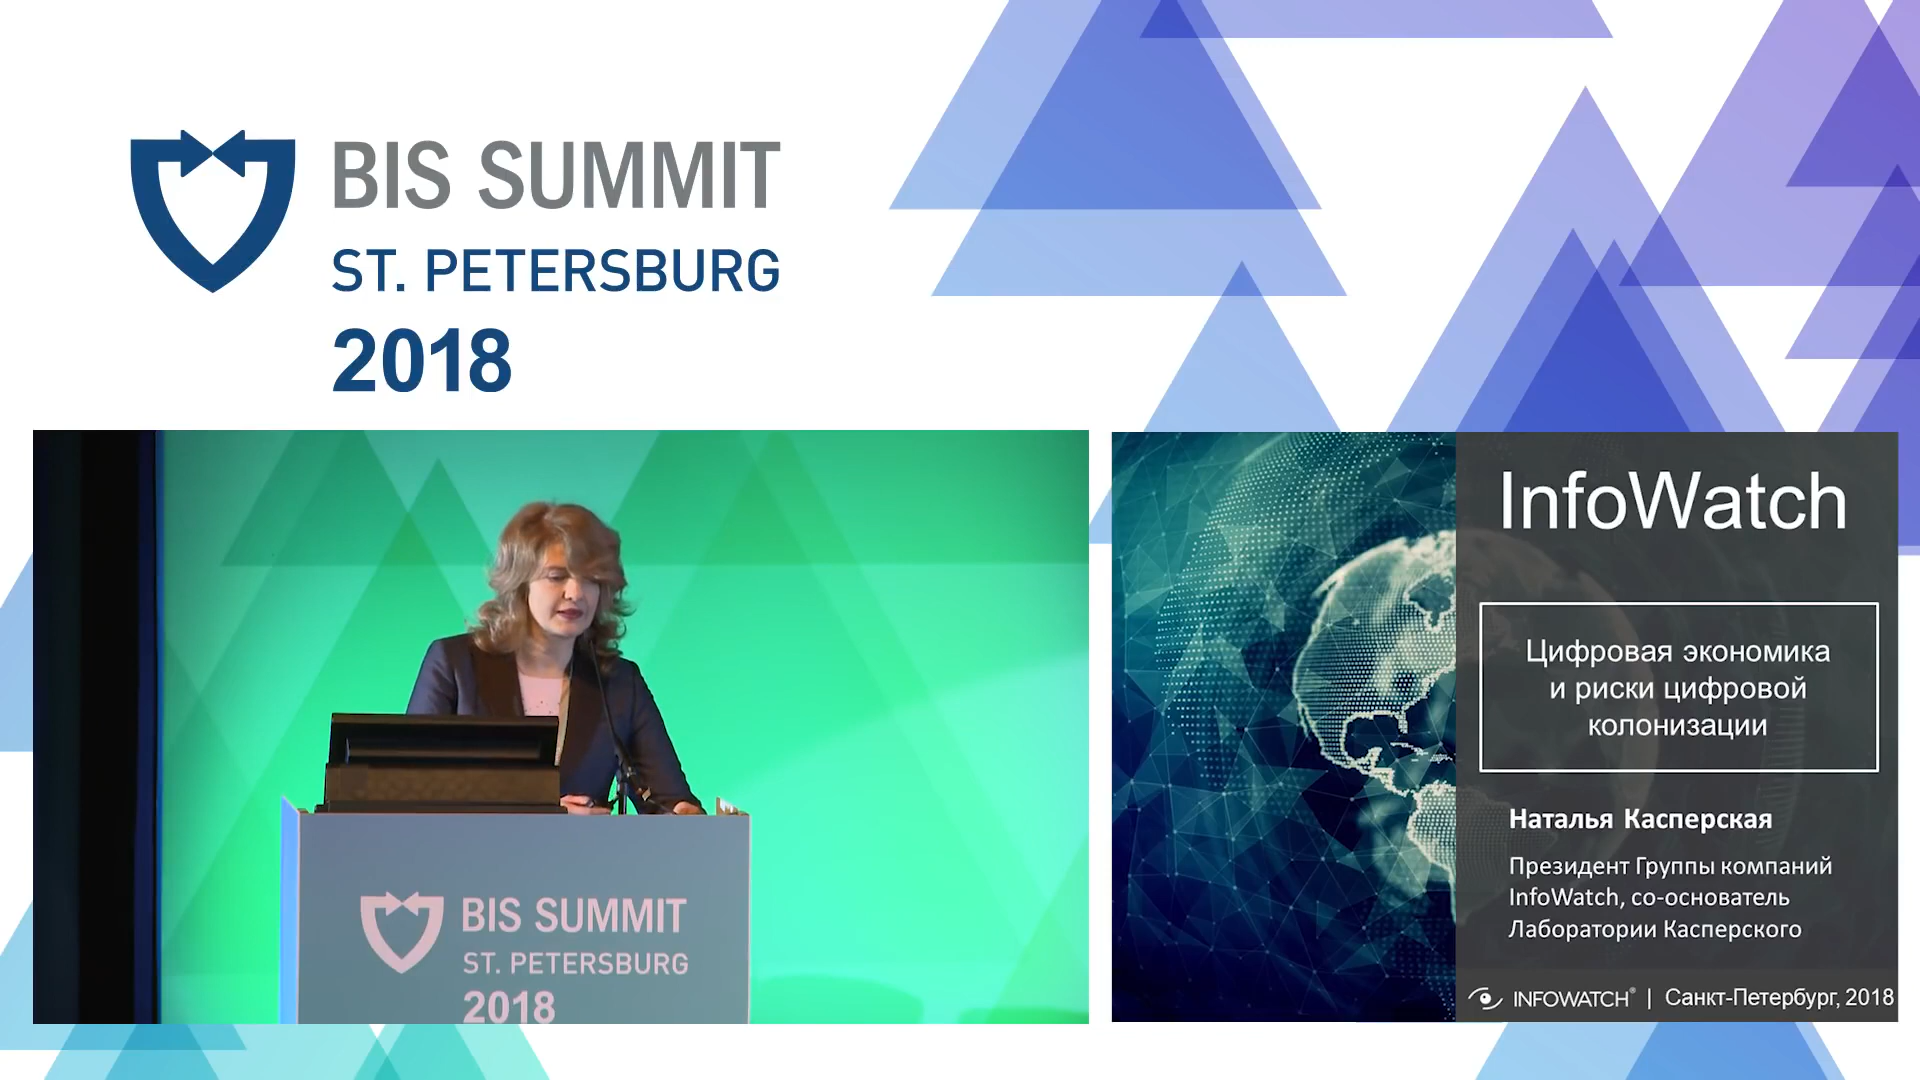 BIS SUMMIT
ST. PETERSBURG
2018
BIS SUMMIT
ST. PETERSBURG
2018
InfoWatch
Цифровая экономика
и риски цифровой
колонизации
Наталья Касперская
Президент Группы компаний
InfoWatch, со-основатель
Лаборатории Касперского
INFOWATCH® | Санкт-Петербург, 2018